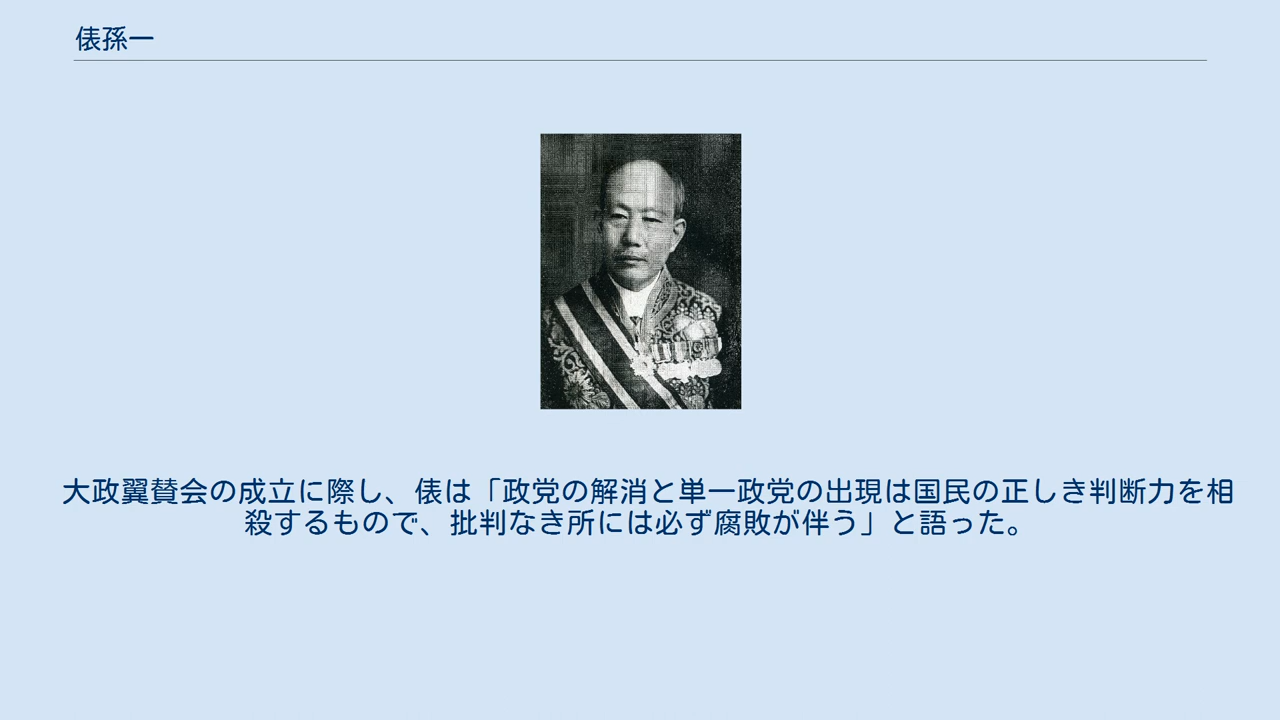 俵孫一
大政翼賛会の成立に際し、俵は「政党の解消と単一政党の出現は国民の正しき判断力を相
殺するもので、批判なき所には必ず腐敗が伴う」と語った。